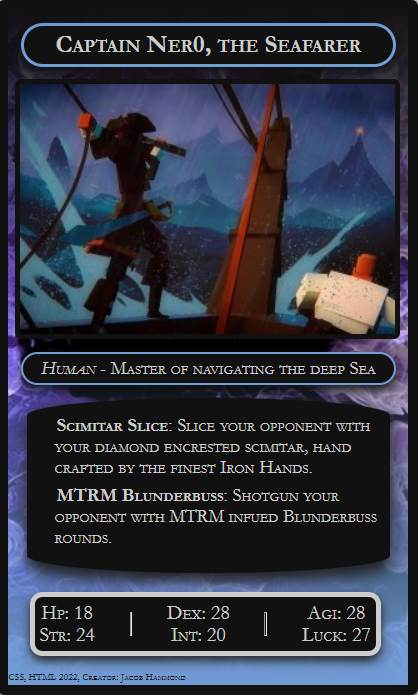 Captain Ner0, the Seafarer
Human - Master of navigating the deep Sea
Scimitar Slice: Slice your opponent with
your diamond encrested scimitar, hand
crafted by the finest Iron Hands.
MTRM Blunderbuss: Shotgun your
opponent with MTRM infued Blunderbuss
rounds.
Hp: 18 | Dex: 28 | Agi: 28
Str: 24 Int: 20 Luck: 27
CSS, HTML 2022, Creator: Jacob Hammond